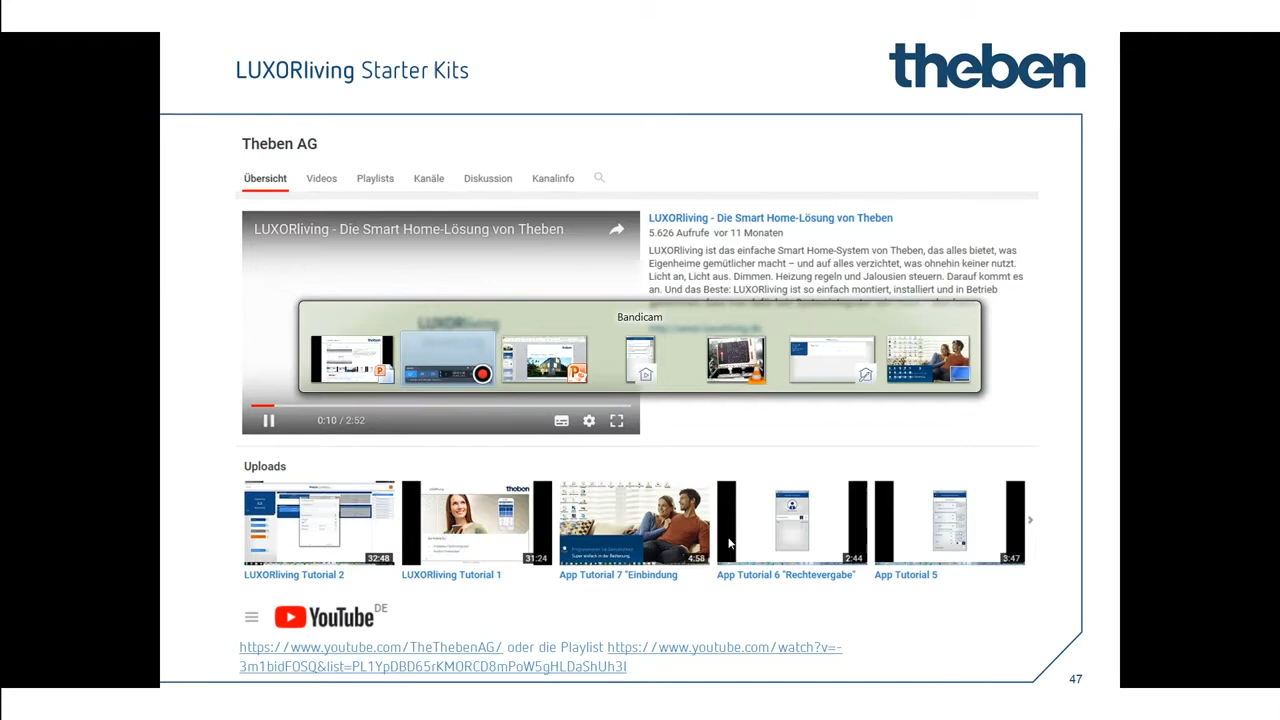 LUXORliving Starter Kits
theben
Theben AG
Übersicht Videos Playlists Kanäle Diskussion Kanalinfo
LUXORliving - Die Smart Home-Lösung von Theben
LUXORliving - Die Smart Home-Lösung von Theben
5.626 Aufrufe vor 11 Monaten
LUXORliving ist das einfache Smart Home-System von Theben, das alles bietet, was
Eigenheime gemütlicher macht – und auf alles verzichtet, was ohnehin keiner nutzt.
Licht an, Licht aus. Dimmen. Heizung regeln und Jalousien steuern. Darauf kommt es
an. Und das Beste: LUXORliving ist so einfach montiert, installiert und in Betrieb
Bandicam
0:10 / 2:52
Uploads
theben
32:48
31:24
4:58
2:44
3:47
LUXORliving Tutorial 2
LUXORliving Tutorial 1
App Tutorial 7 "Einbindung
App Tutorial 6 "Rechtevergabe"
App Tutorial 5
YouTube DE
https://www.youtube.com/TheThebenAG/ oder die Playlist https://www.youtube.com/watch?v=-
3m1bidFOSQ&list=PL1YpDBD65rKMORCD8mPoW5gHLDaShUh3I
47